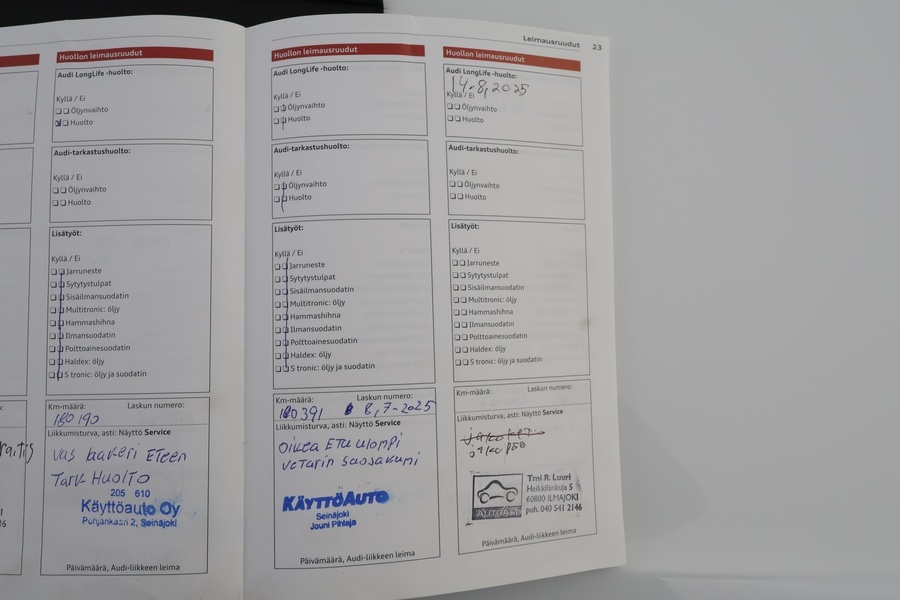 Leimausruudut 23
Huollon leimausruudut
Audi LongLife -huolto:
Kyllä / Ei
Öljynvaihto
Huolto
Audi-tarkastushuolto:
Kyllä / Ei
Öljynvaihto
Huolto
Lisätyöt:
Kyllä / Ei
Jarruneste
Sytytystulpat
Sisäilmansuodatin
Multitronic: öljy
Hammashihna
Ilmansuodatin
Polttoainesuodatin
Haldex: öljy
S tronic: öljy ja suodatin
Km-määrä: Laskun numero:
180190
Liikkumisturva, asti: Näyttö Service
Vas kaveri Eteen
Tark Huolto
205 610
Käyttöauto Oy
Seinäjoki
Päivämäärä, Audi-liikkeen leima
Huollon leimausruudut
Audi LongLife -huolto:
Kyllä / Ei
Öljynvaihto
Huolto
Audi-tarkastushuolto:
Kyllä / Ei
Öljynvaihto
Huolto
Lisätyöt:
Kyllä / Ei
Jarruneste
Sytytystulpat
Sisäilmansuodatin
Multitronic: öljy
Hammashihna
Ilmansuodatin
Polttoainesuodatin
Haldex: öljy
S tronic: öljy ja suodatin
Km-määrä: Laskun numero:
180391 8,7-2025
Liikkumisturva, asti: Näyttö Service
Oikea Etu ulompi
vetarin suojakumi
KÄYTTÖAUTO
Seinäjoki
Jouni Pihlaja
Päivämäärä, Audi-liikkeen leima
Huollon leimausruudut
Audi LongLife -huolto:
14.8,2025
Kyllä / Ei
Öljynvaihto
Huolto
Audi-tarkastushuolto:
Kyllä / Ei
Öljynvaihto
Huolto
Lisätyöt:
Kyllä / Ei
Jarruneste
Sytytystulpat
Sisäilmansuodatin
Multitronic: öljy
Hammashihna
Ilmansuodatin
Polttoainesuodatin
Haldex: öljy
S tronic: öljy ja suodatin
Km-määrä: Laskun numero:
Liikkumisturva, asti: Näyttö Service
jakopää
Tmi R. Luuri
Heikkilänkuja 5
60800 ILMAJOKI
puh. 040 541 2146
Päivämäärä, Audi-liikkeen leima